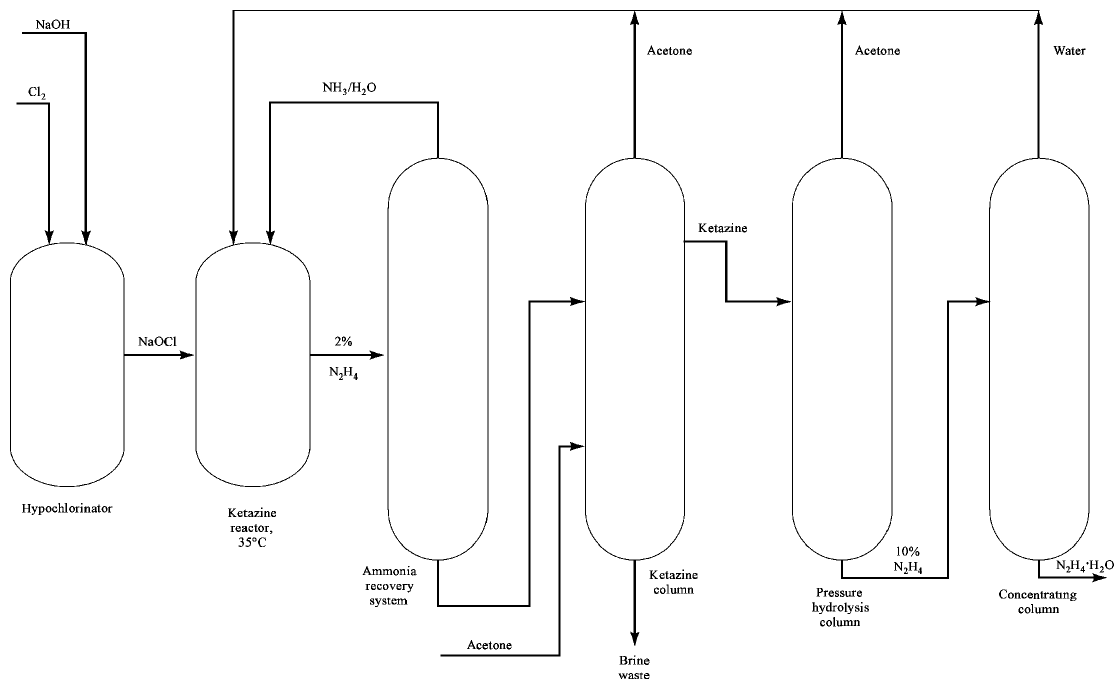 NaOH
Cl₂
NaOCl
Hypochlorinator
NH₃/H₂O
2%
N₂H₄
Ketazine
reactor,
35°C
Ammonia
recovery
system
Acetone
Acetone
Ketazine
Ketazine
column
Brine
waste
Acetone
10%
N₂H₄
Pressure
hydrolysis
column
Water
N₂H₄·H₂O
Concentrating
column